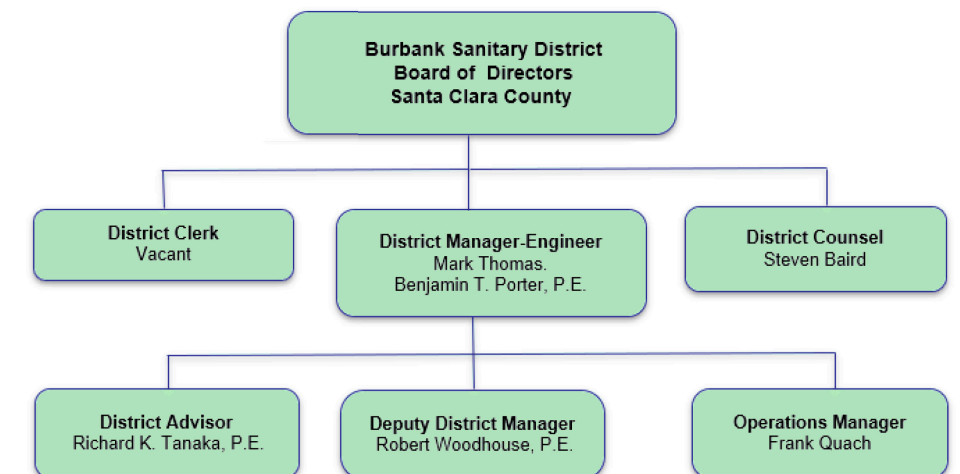 Burbank Sanitary District
Board of Directors
Santa Clara County
District Clerk
Vacant
District Manager-Engineer
Mark Thomas.
Benjamin T. Porter, P.E.
District Counsel
Steven Baird
District Advisor
Richard K. Tanaka, P.E.
Deputy District Manager
Robert Woodhouse, P.E.
Operations Manager
Frank Quach